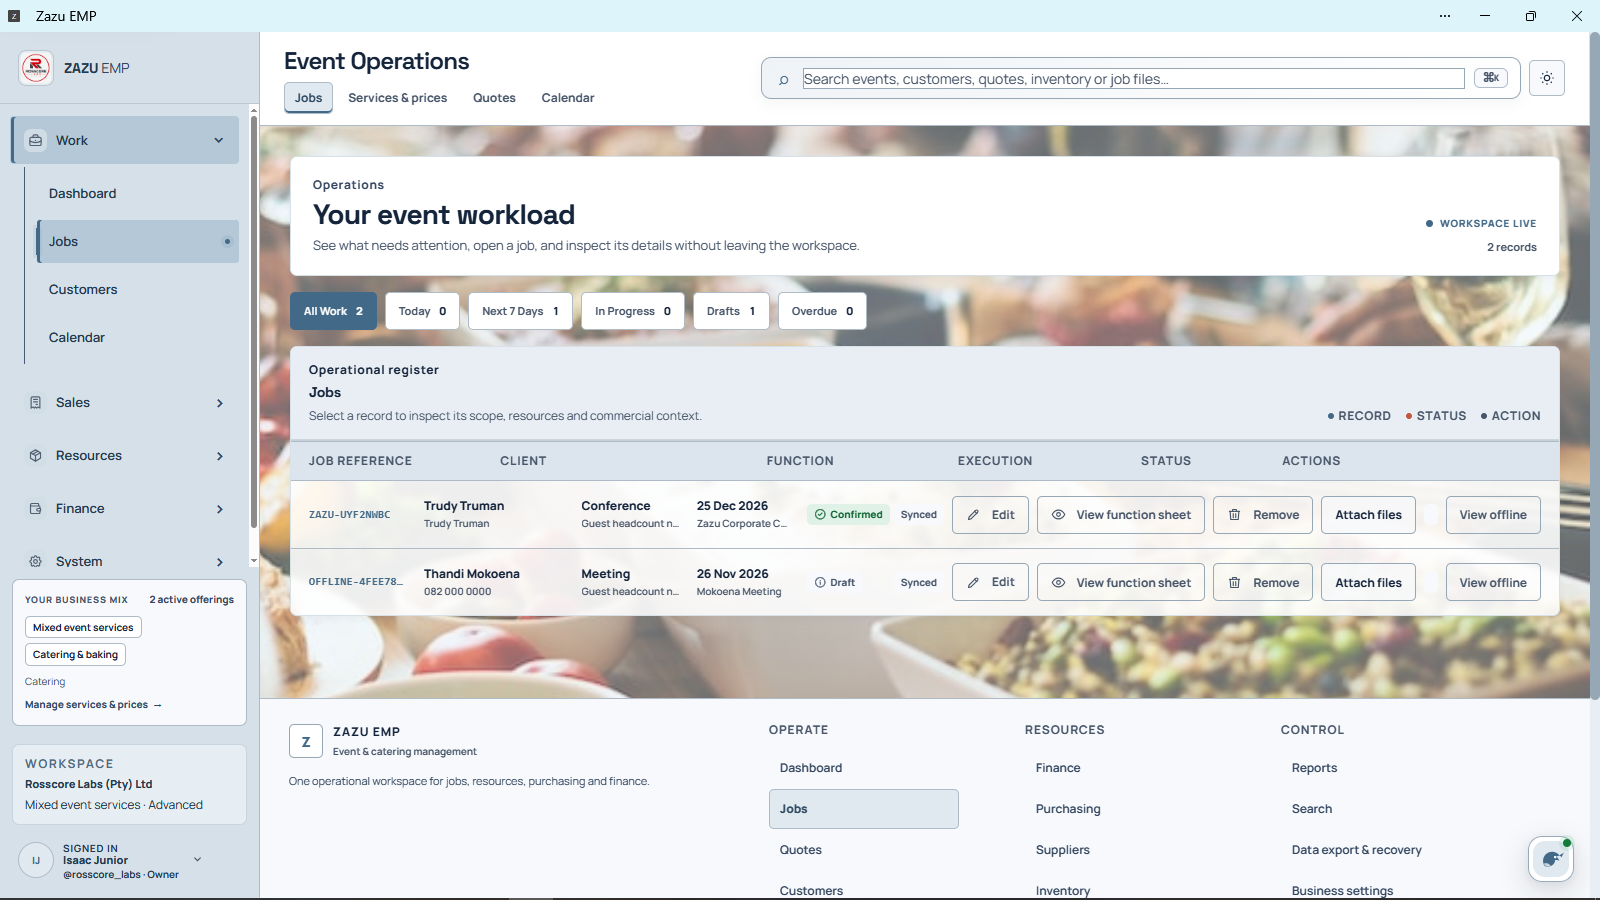 Z Zazu EMP
ROSSCORE
ZAZU EMP
Event Operations
Jobs Services & prices Quotes Calendar
Search events, customers, quotes, inventory or job files...
⌘K
Work
Dashboard
Jobs
Customers
Calendar
Sales
Resources
Finance
System
YOUR BUSINESS MIX 2 active offerings
Mixed event services
Catering & baking
Catering
Manage services & prices →
WORKSPACE
Rosscore Labs (Pty) Ltd
Mixed event services · Advanced
IJ
SIGNED IN
Isaac Junior
@rosscore_labs · Owner
Operations
Your event workload
See what needs attention, open a job, and inspect its details without leaving the workspace.
WORKSPACE LIVE
2 records
All Work 2 Today 0 Next 7 Days 1 In Progress 0 Drafts 1 Overdue 0
Operational register
Jobs
Select a record to inspect its scope, resources and commercial context.
RECORD STATUS ACTION
JOB REFERENCE CLIENT FUNCTION EXECUTION STATUS ACTIONS
ZAZU-UYF2NWBC Trudy Truman Conference 25 Dec 2026 Confirmed Synced Edit View function sheet Remove Attach files View offline
Trudy Truman Guest headcount n... Zazu Corporate C...
OFFLINE-4FEE78... Thandi Mokoena Meeting 26 Nov 2026 Draft Synced Edit View function sheet Remove Attach files View offline
082 000 0000 Guest headcount n... Mokoena Meeting
Z
ZAZU EMP
Event & catering management
One operational workspace for jobs, resources, purchasing and finance.
OPERATE
Dashboard
Jobs
Quotes
Customers
RESOURCES
Finance
Purchasing
Suppliers
Inventory
CONTROL
Reports
Search
Data export & recovery
Business settings